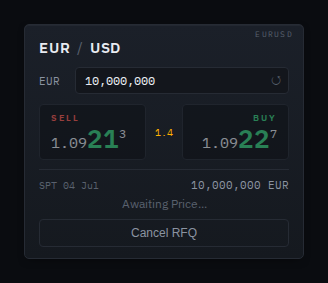 EURUSD
EUR / USD
EUR 10,000,000
SELL BUY
1.09213 1.4 1.09227
SPT 04 Jul 10,000,000 EUR
Awaiting Price...
Cancel RFQ